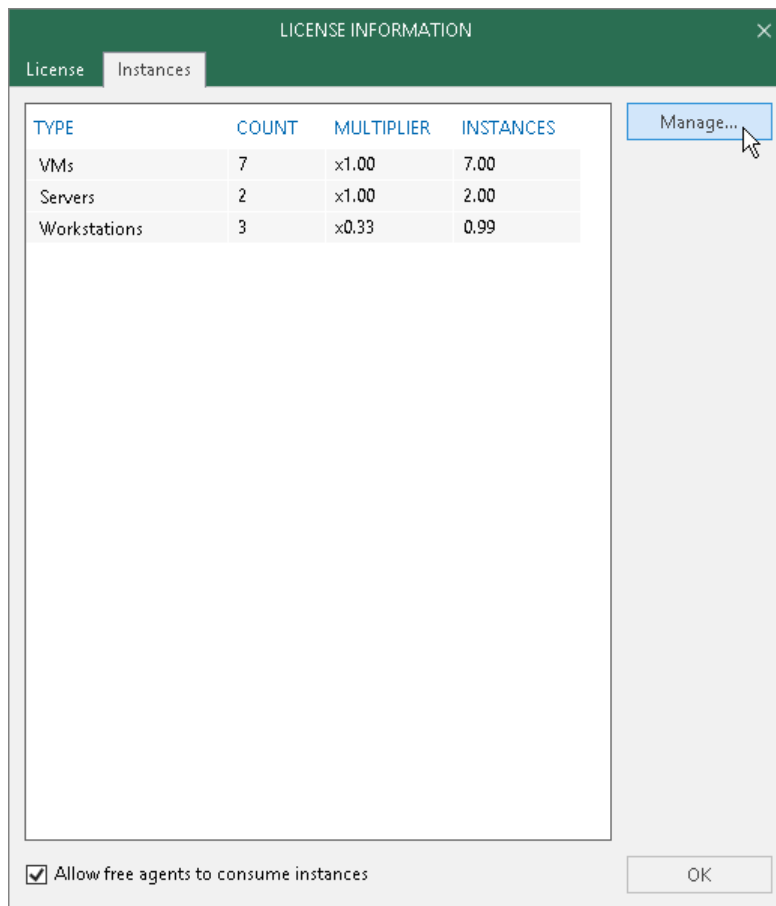 LICENSE INFORMATION
License Instances
TYPE COUNT MULTIPLIER INSTANCES
Manage...
VMs 7 x1.00 7.00
Servers 2 x1.00 2.00
Workstations 3 x0.33 0.99
Allow free agents to consume instances
OK